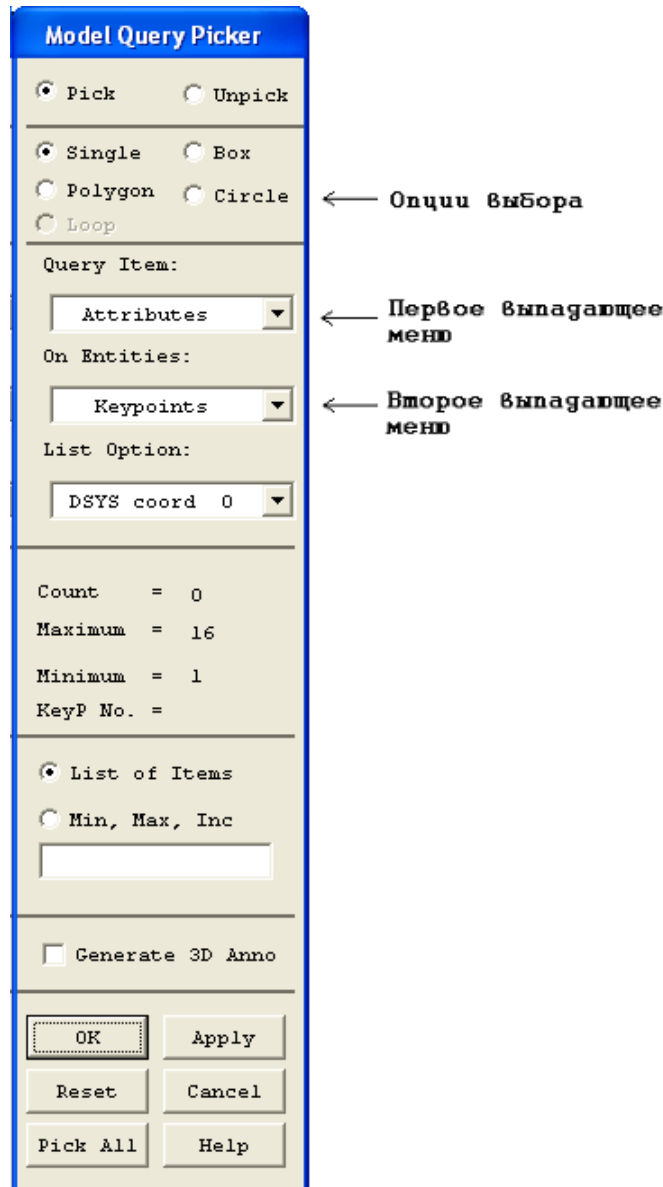 Model Query Picker
Pick Unpick
Single Box
Polygon Circle
Loop
Опции выбора
Query Item:
Attributes
Первое выпадающее
меню
On Entities:
Keypoints
Второе выпадающее
меню
List Option:
DSYS coord 0
Count = 0
Maximum = 16
Minimum = 1
KeyP No. =
List of Items
Min, Max, Inc
Generate 3D Anno
OK Apply
Reset Cancel
Pick All Help